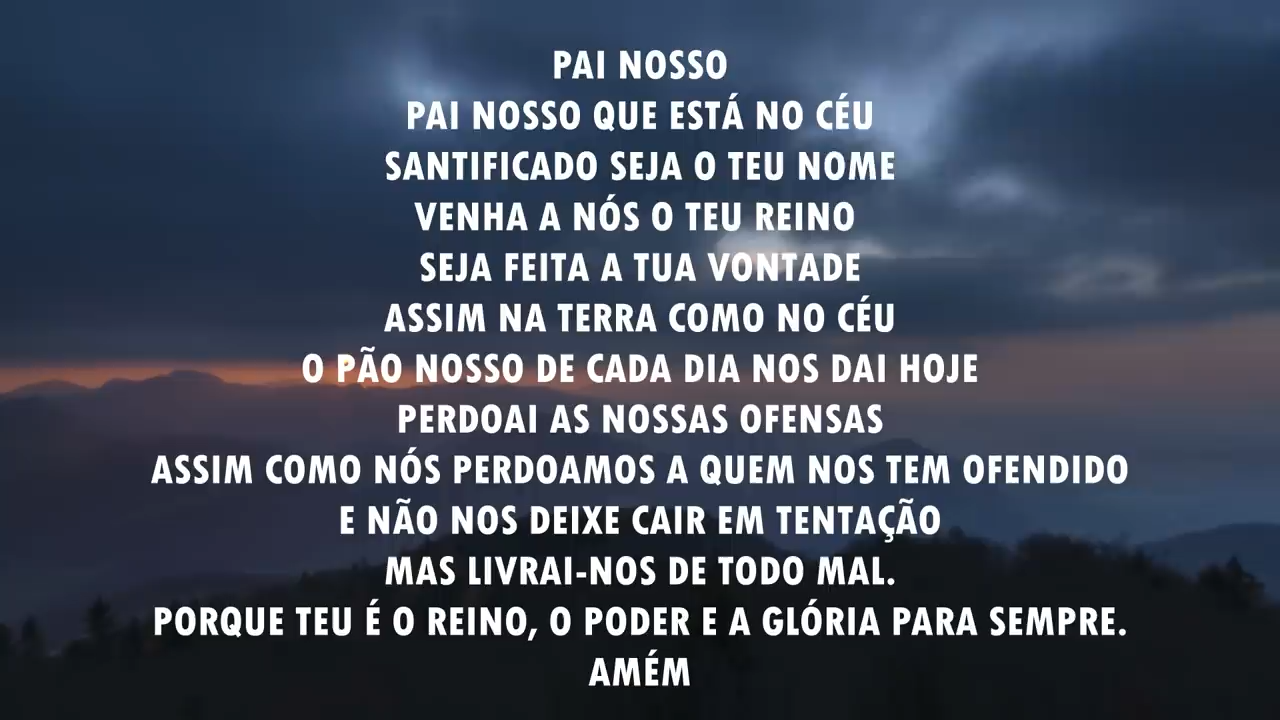 PAI NOSSO
PAI NOSSO QUE ESTÁ NO CÉU
SANTIFICADO SEJA O TEU NOME
VENHA A NÓS O TEU REINO
SEJA FEITA A TUA VONTADE
ASSIM NA TERRA COMO NO CÉU
O PÃO NOSSO DE CADA DIA NOS DAI HOJE
PERDOAI AS NOSSAS OFENSAS
ASSIM COMO NÓS PERDOAMOS A QUEM NOS TEM OFENDIDO
E NÃO NOS DEIXE CAIR EM TENTAÇÃO
MAS LIVRAI-NOS DE TODO MAL.
PORQUE TEU É O REINO, O PODER E A GLÓRIA PARA SEMPRE.
AMÉM